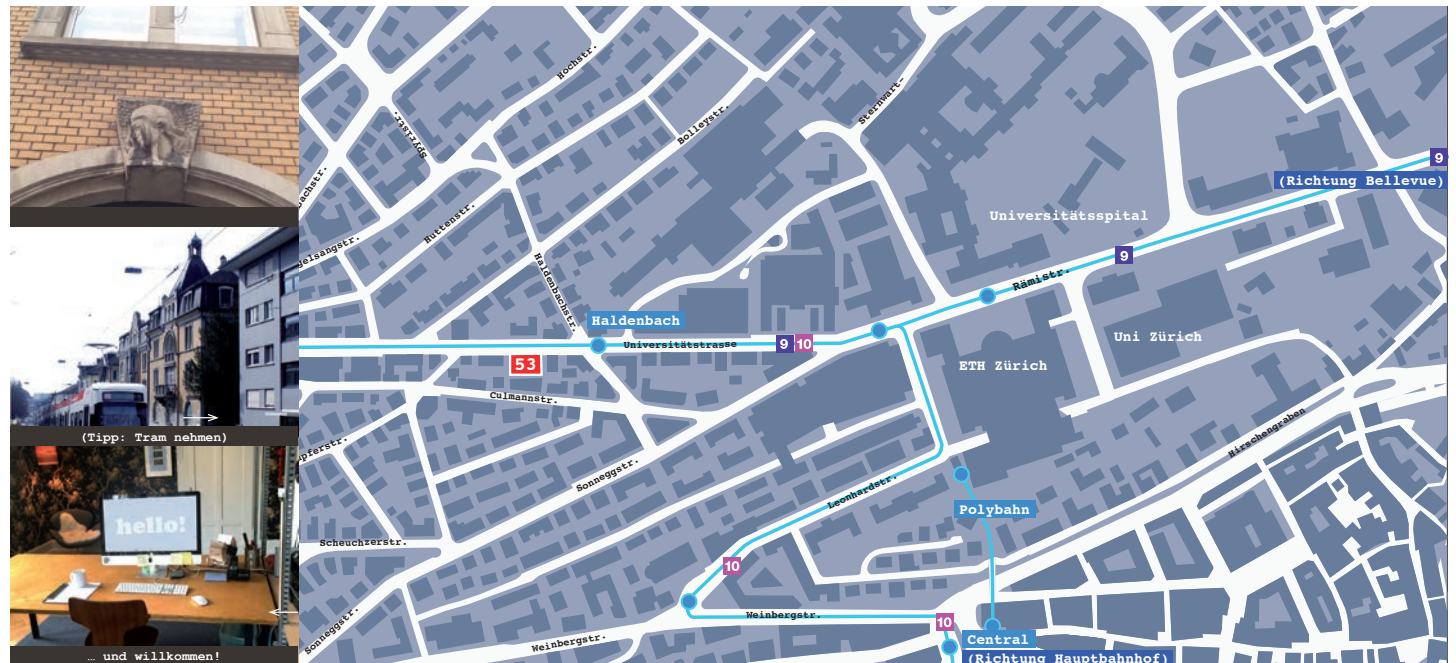 (Tipp: Tram nehmen)
hello!
… und willkommen!
Hochstr.
Spyristr.
Bolleystr.
Sternwart-
Huttenstr.
Haldenbachstr.
9
(Richtung Bellevue)
Universitätsspital
9
Rämistr.
Haldenbach
Universitätstrasse
9 10
Uni Zürich
53
ETH Zürich
Culmannstr.
Hirschengraben
Sonneggstr.
Leonhardstr.
Polybahn
Scheuchzerstr.
10
Sonneggstr.
Weinbergstr.
10
Weinbergstr.
Central
(Richtung Hauptbahnhof)